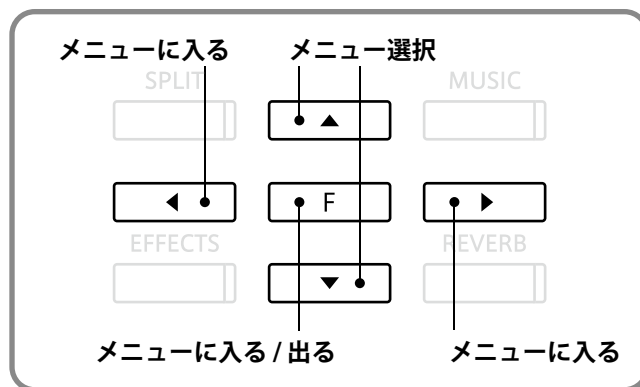 メニューに入る
メニュー選択
SPLIT
MUSIC
F
EFFECTS
REVERB
メニューに入る / 出る
メニューに入る